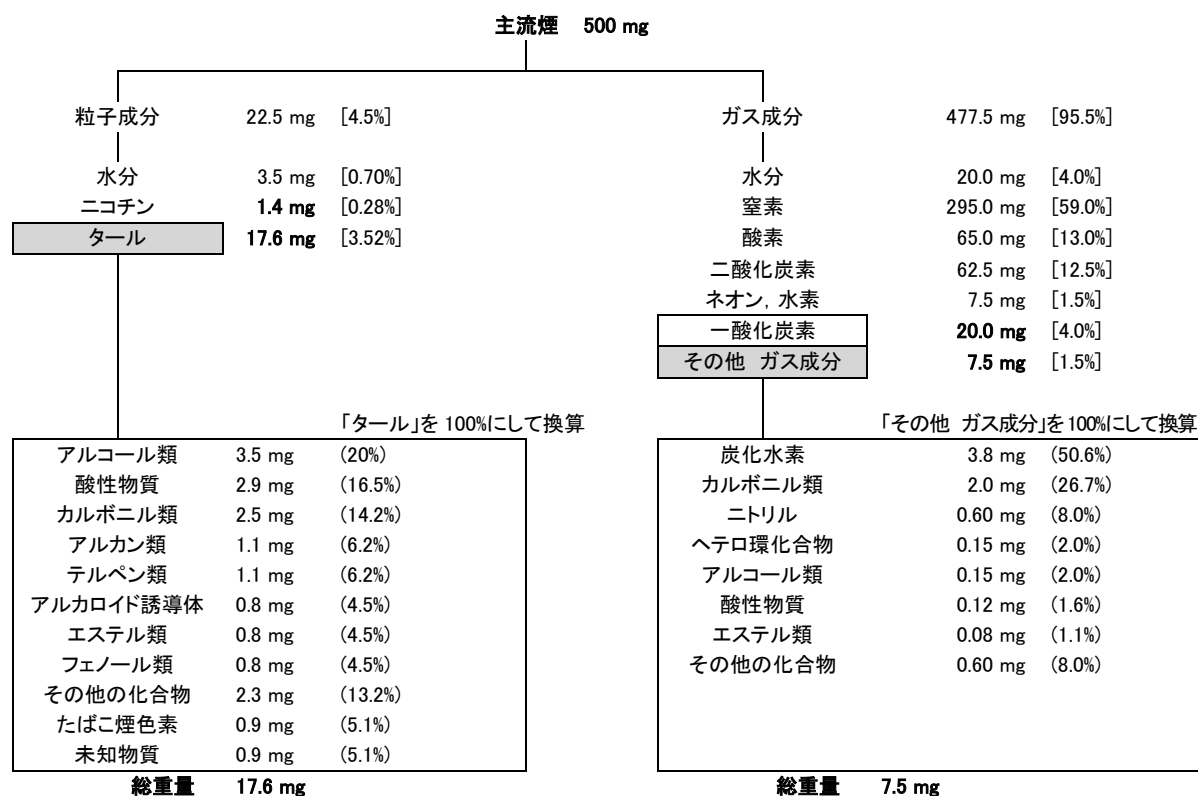 主流煙 500 mg
粒子成分 22.5 mg [4.5%]
水分 3.5 mg [0.70%]
ニコチン 1.4 mg [0.28%]
タール 17.6 mg [3.52%]
「タール」を 100%にして換算
アルコール類 3.5 mg (20%)
酸性物質 2.9 mg (16.5%)
カルボニル類 2.5 mg (14.2%)
アルカン類 1.1 mg (6.2%)
テルペン類 1.1 mg (6.2%)
アルカロイド誘導体 0.8 mg (4.5%)
エステル類 0.8 mg (4.5%)
フェノール類 0.8 mg (4.5%)
その他の化合物 2.3 mg (13.2%)
たばこ煙色素 0.9 mg (5.1%)
未知物質 0.9 mg (5.1%)
総重量 17.6 mg
ガス成分 477.5 mg [95.5%]
水分 20.0 mg [4.0%]
窒素 295.0 mg [59.0%]
酸素 65.0 mg [13.0%]
二酸化炭素 62.5 mg [12.5%]
ネオン, 水素 7.5 mg [1.5%]
一酸化炭素 20.0 mg [4.0%]
その他 ガス成分 7.5 mg [1.5%]
「その他 ガス成分」を 100%にして換算
炭化水素 3.8 mg (50.6%)
カルボニル類 2.0 mg (26.7%)
ニトリル 0.60 mg (8.0%)
ヘテロ環化合物 0.15 mg (2.0%)
アルコール類 0.15 mg (2.0%)
酸性物質 0.12 mg (1.6%)
エステル類 0.08 mg (1.1%)
その他の化合物 0.60 mg (8.0%)
総重量 7.5 mg